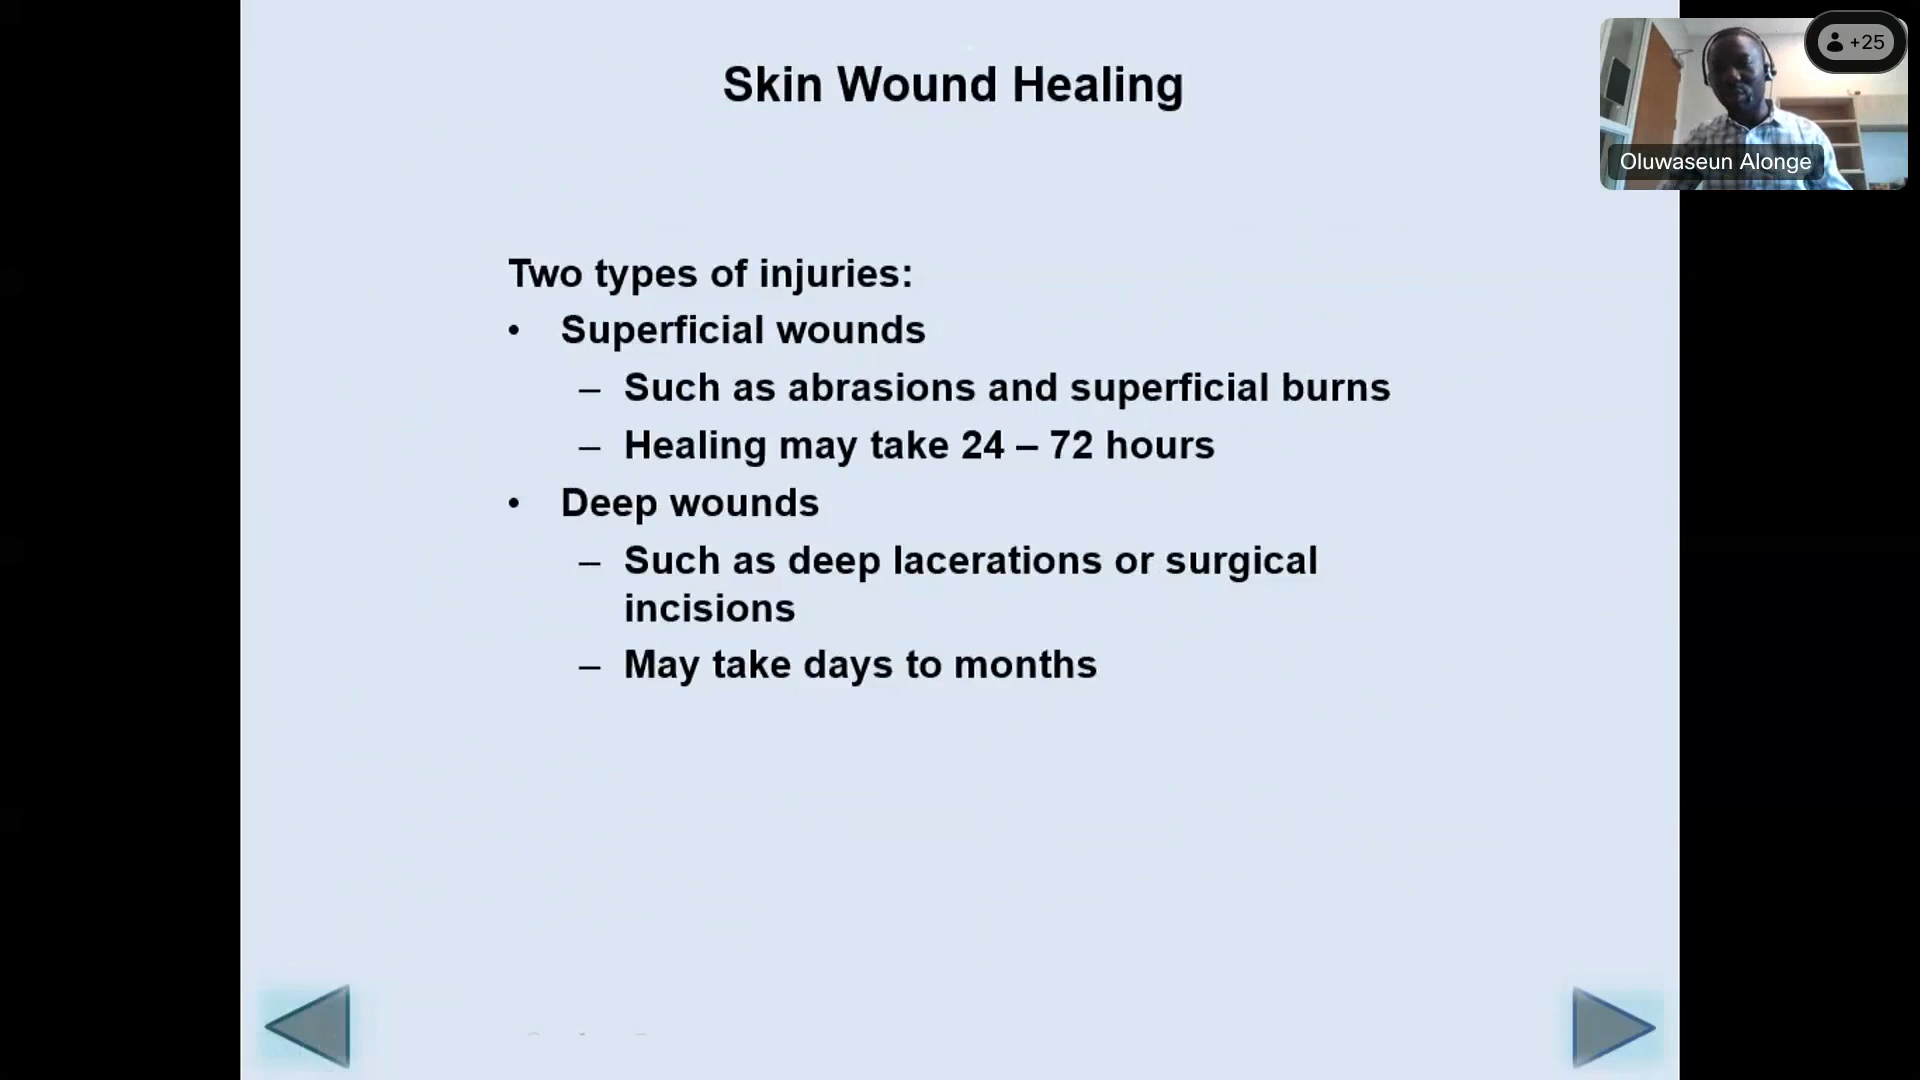 Skin Wound Healing
+25
Oluwaseun Alonge
Two types of injuries:
• Superficial wounds
– Such as abrasions and superficial burns
– Healing may take 24 – 72 hours
• Deep wounds
– Such as deep lacerations or surgical
incisions
– May take days to months